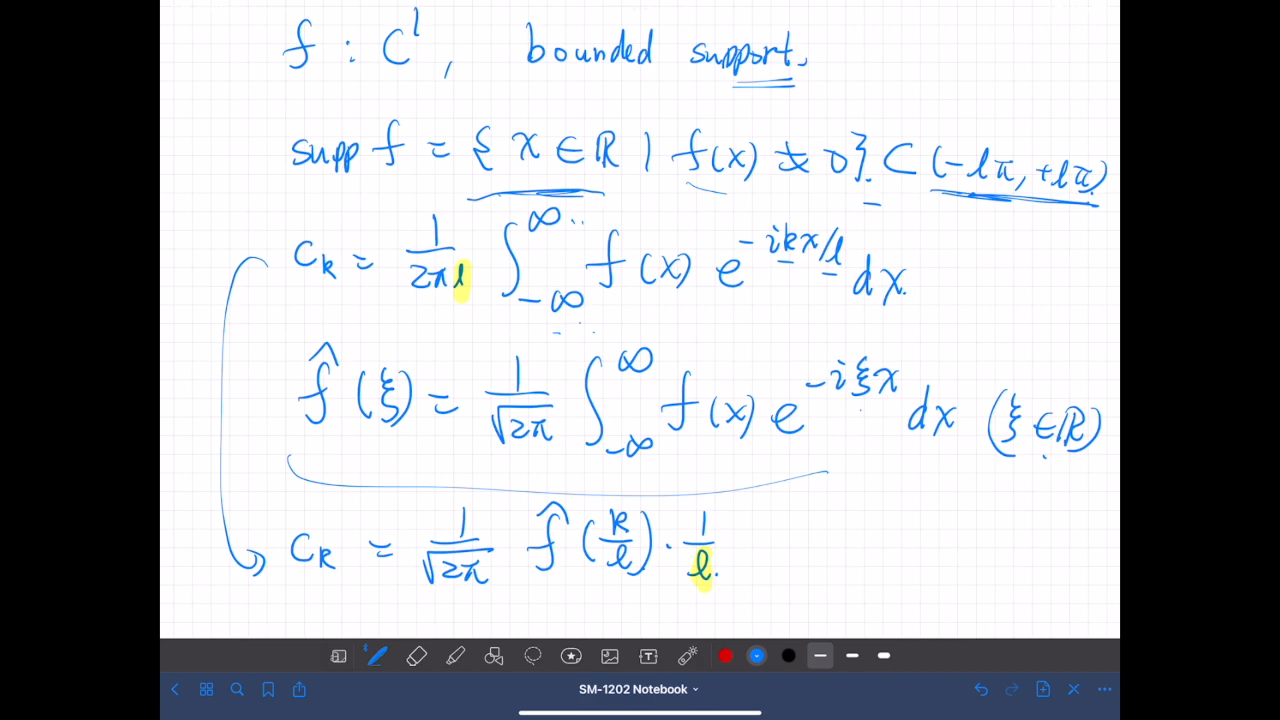 f : C¹, bounded support.
supp f = { x ∈ ℝ | f(x) ≠ 0 } ⊂ (-lπ, +lπ)
c_k = 1/(2πl) ∫_{-∞}^{∞} f(x) e^{-ikx/l} dx.
f̂(ξ) = 1/√(2π) ∫_{-∞}^{∞} f(x) e^{-iξx} dx (ξ ∈ ℝ)
c_k = 1/√(2π) f̂(k/l) · 1/l.
SM-1202 Notebook